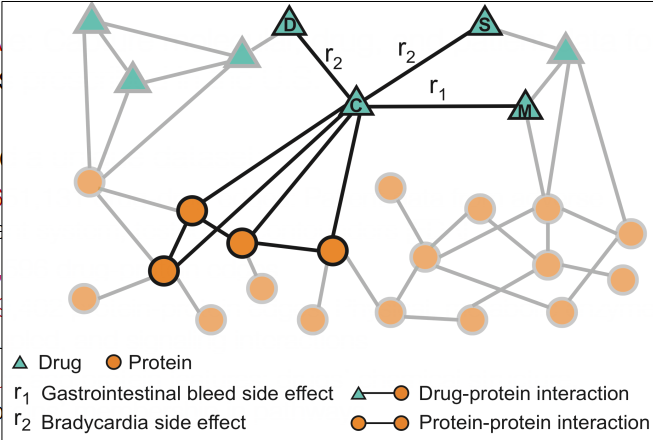 D
S
r2
r2
r1
C
M
Drug
Protein
r1 Gastrointestinal bleed side effect
Drug-protein interaction
r2 Bradycardia side effect
Protein-protein interaction